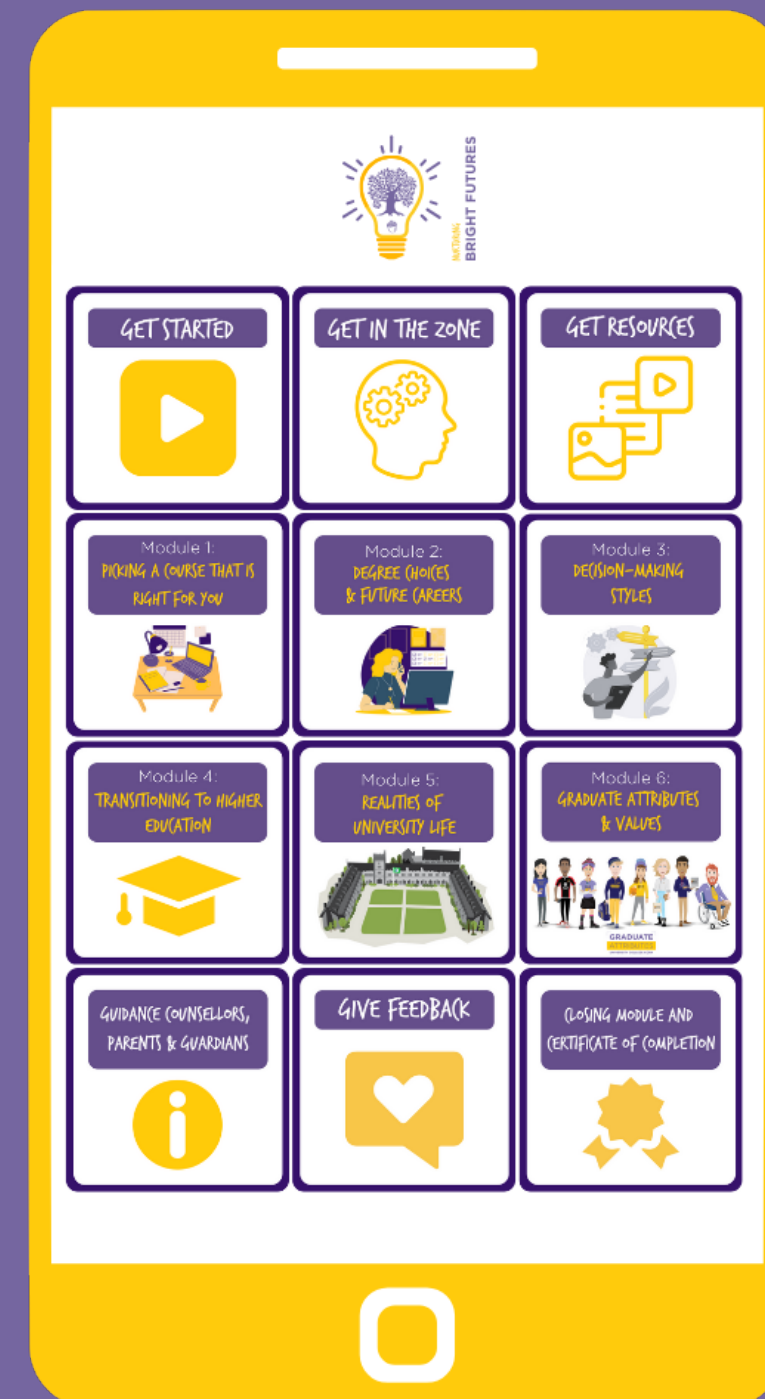 NURTURING
BRIGHT FUTURES
GET STARTED
GET IN THE ZONE
GET RESOURCES
Module 1:
PICKING A COURSE THAT IS
RIGHT FOR YOU
Module 2:
DEGREE CHOICES
& FUTURE CAREERS
Module 3:
DECISION-MAKING
STYLES
Module 4:
TRANSITIONING TO HIGHER
EDUCATION
Module 5:
REALITIES OF
UNIVERSITY LIFE
Module 6:
GRADUATE ATTRIBUTES
& VALUES
GRADUATE
ATTRIBUTES
GUIDANCE COUNSELLORS,
PARENTS & GUARDIANS
GIVE FEEDBACK
CLOSING MODULE AND
CERTIFICATE OF COMPLETION